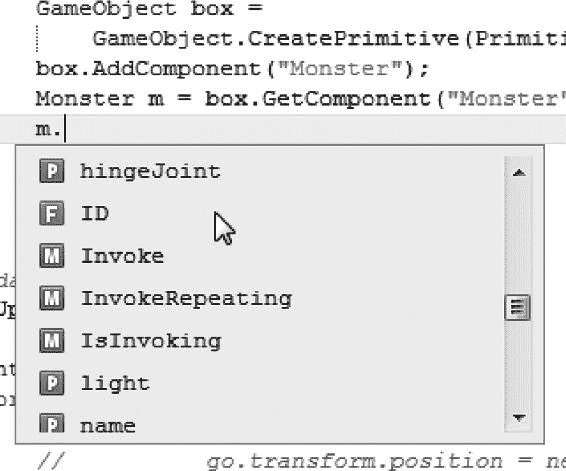 GameObject box =
GameObject.CreatePrimitive(Primiti
box.AddComponent("Monster");
Monster m = box.GetComponent("Monster"
m.
P hingeJoint
F ID
M Invoke
M InvokeRepeating
M IsInvoking
P light
P name
// go.transform.position = ne